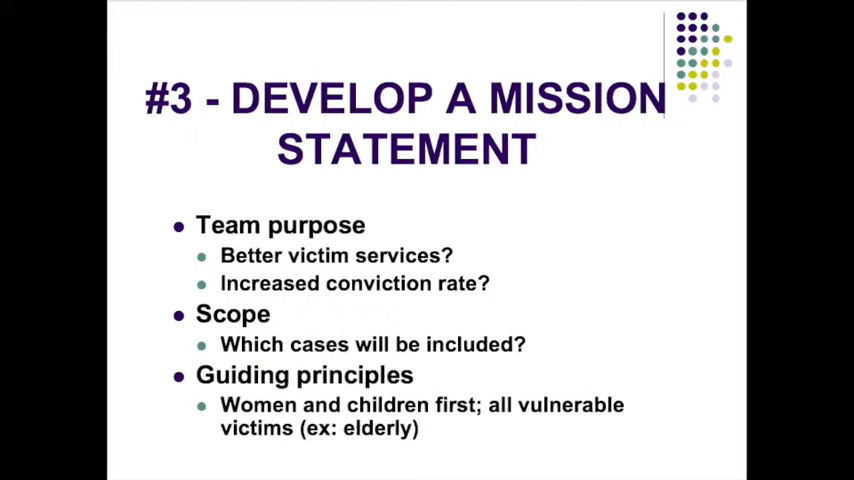 #3 - DEVELOP A MISSION
STATEMENT
Team purpose
Better victim services?
Increased conviction rate?
Scope
Which cases will be included?
Guiding principles
Women and children first; all vulnerable
victims (ex: elderly)